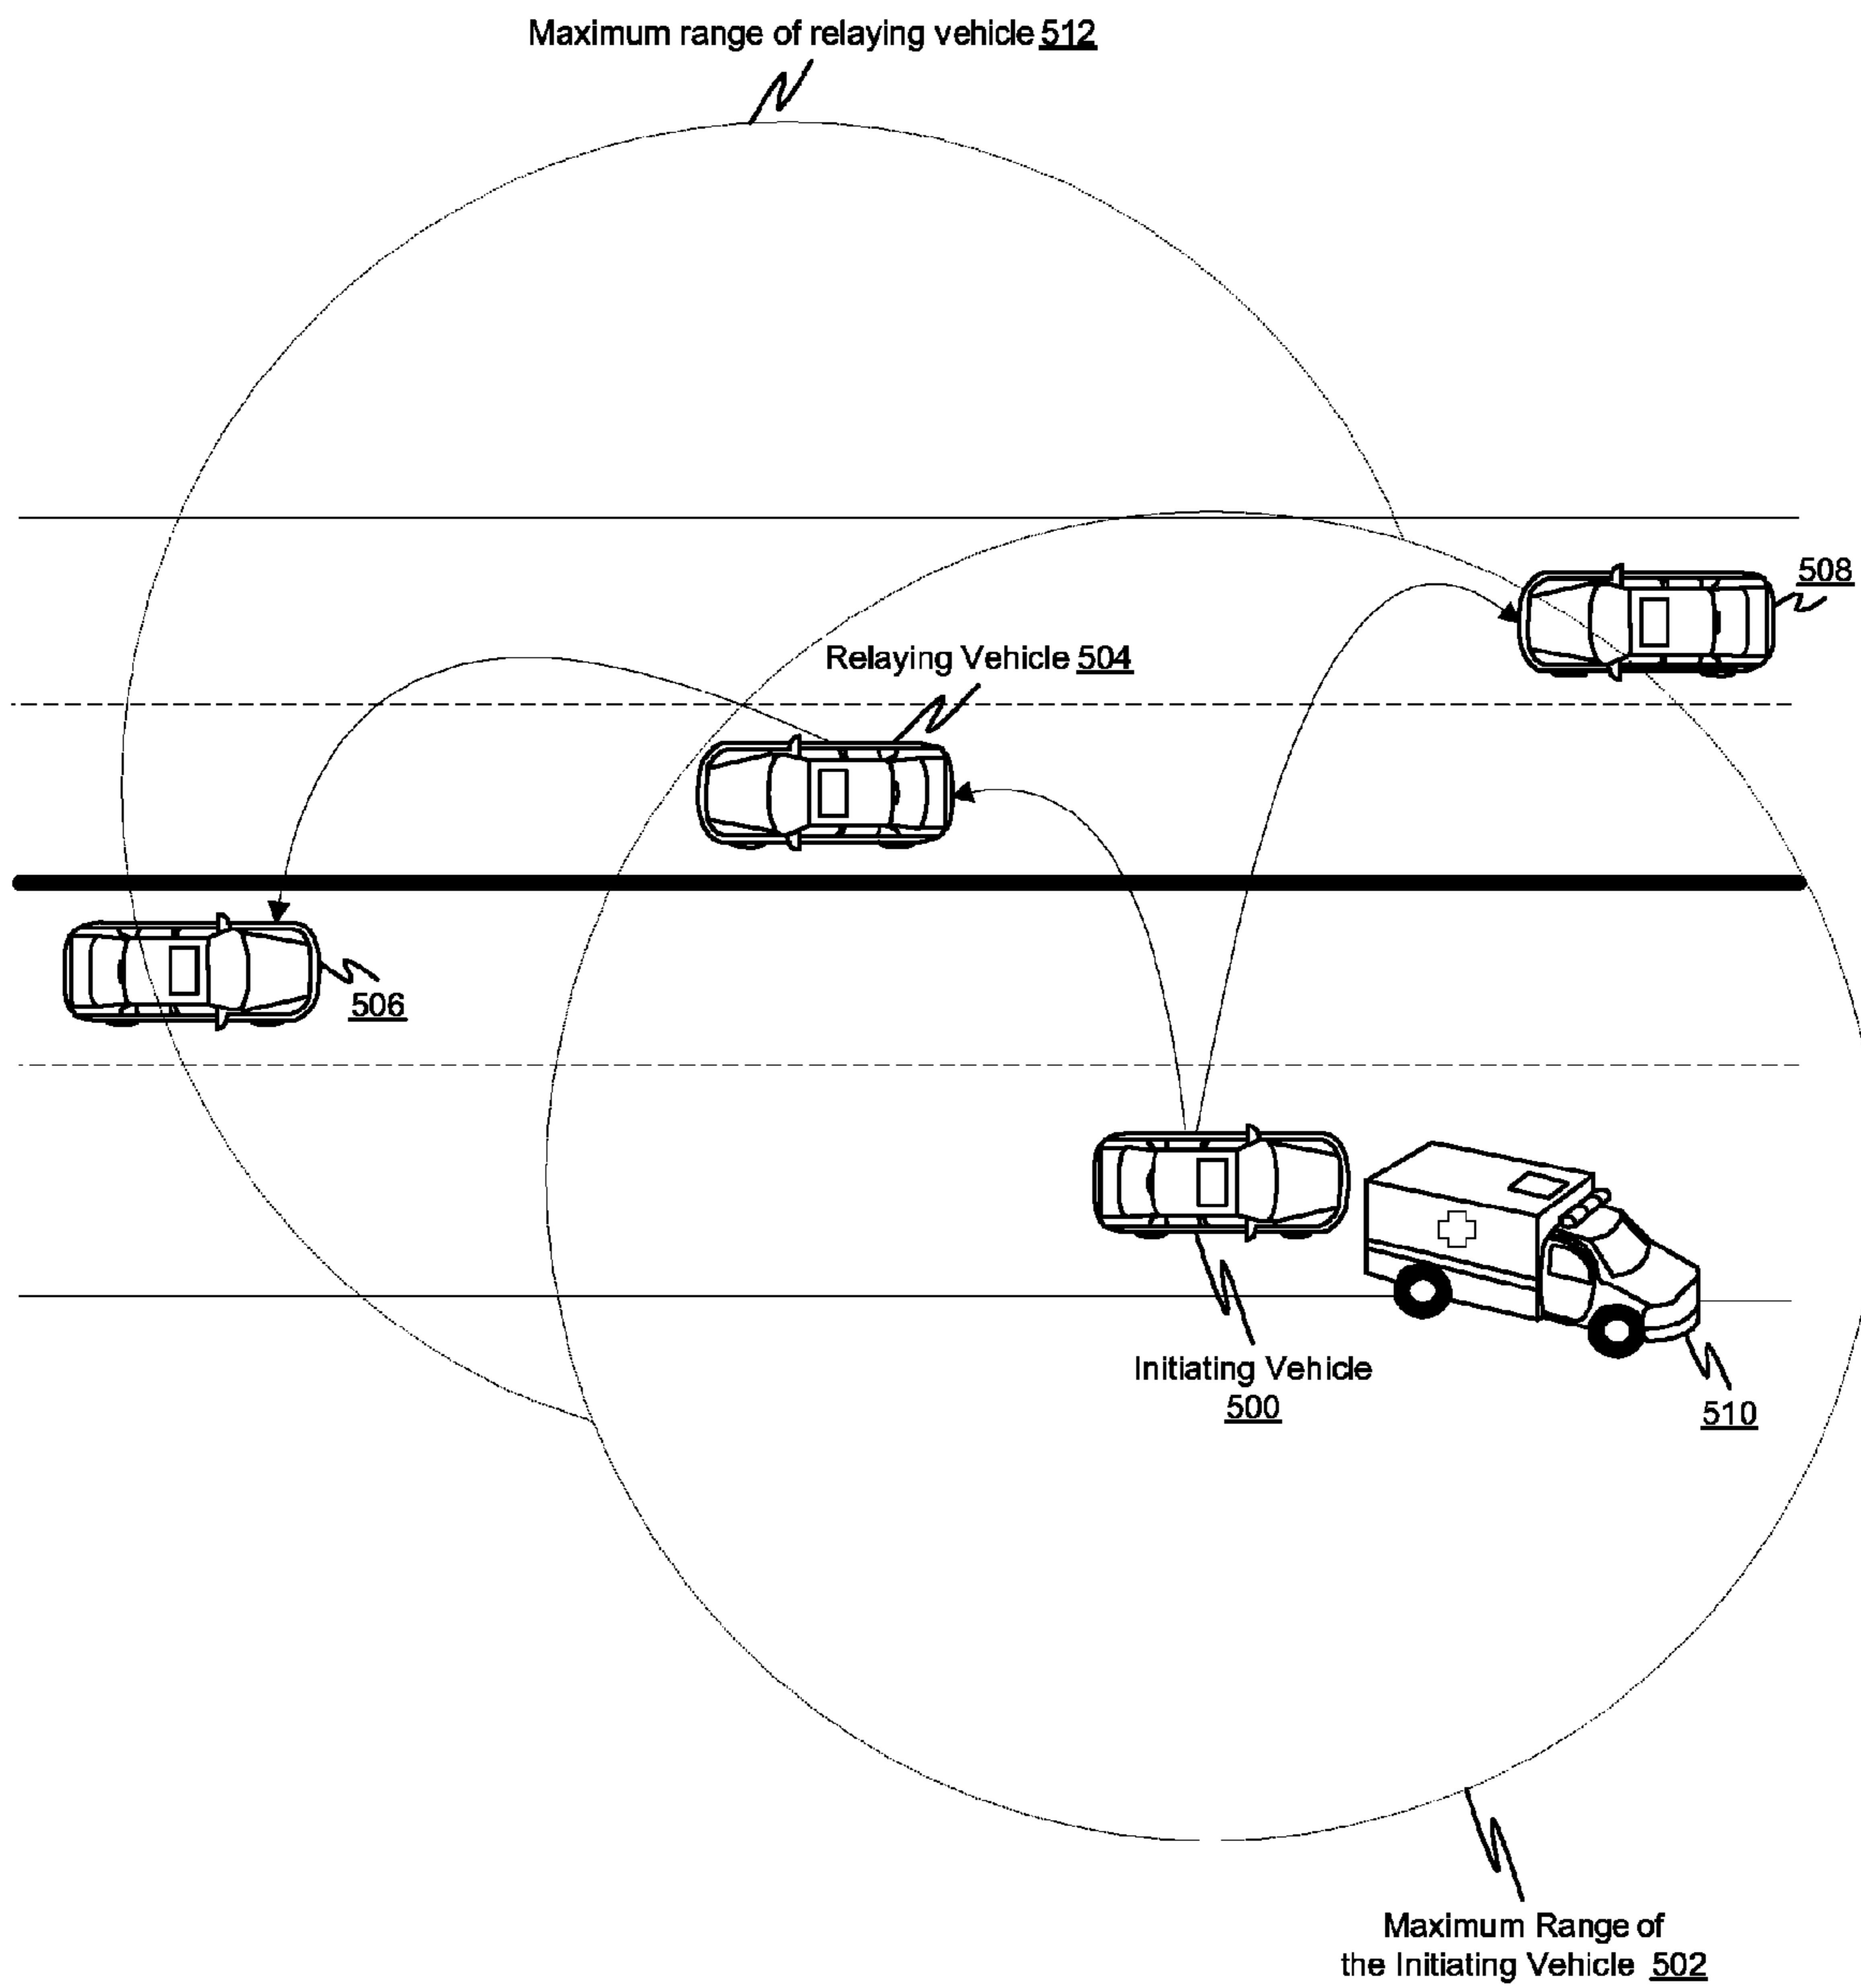 Maximum range of relaying vehicle 512
508
Relaying Vehicle 504
506
Initiating Vehicle
500
510
Maximum Range of
the Initiating Vehicle 502